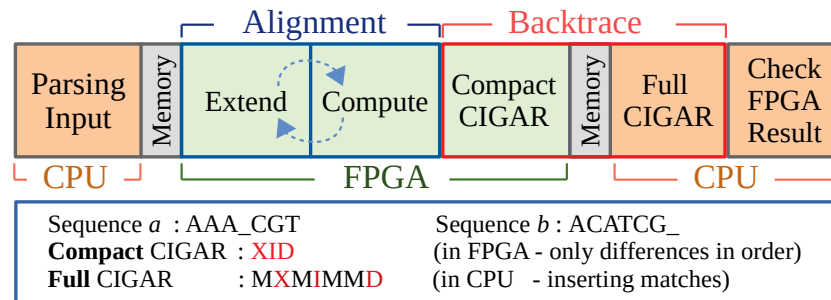 Alignment
Backtrace
Parsing
Input
Memory
Extend
Compute
Compact
CIGAR
Memory
Full
CIGAR
Check
FPGA
Result
CPU
FPGA
CPU
Sequence a : AAA_CGT
Sequence b : ACATCG_
Compact CIGAR : XID
(in FPGA - only differences in order)
Full CIGAR : MXMIMMD
(in CPU - inserting matches)